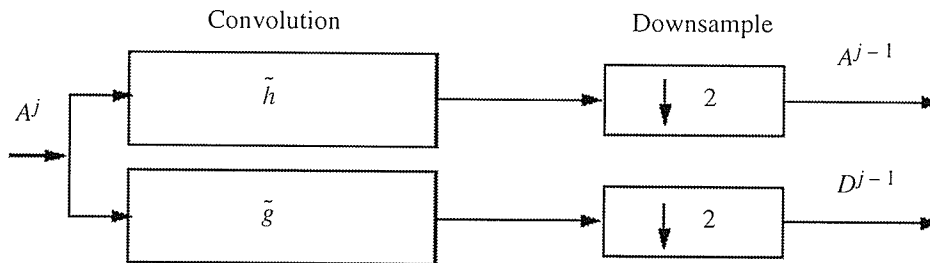 Convolution Downsample
A^j h̃ ↓ 2 A^{j-1}
g̃ ↓ 2 D^{j-1}